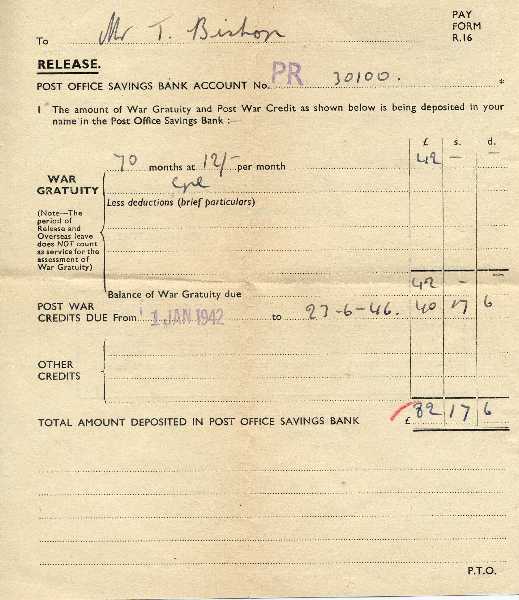 PAY
FORM
R.16
To Mr T. Bishop
RELEASE.
POST OFFICE SAVINGS BANK ACCOUNT No. PR 30100. *
1 The amount of War Gratuity and Post War Credit as shown below is being deposited in your
name in the Post Office Savings Bank :—
£ s. d.
70 months at 12/- per month 42 — —
WAR
GRATUITY
Cpl
Less deductions (brief particulars)
(Note—The
period of
Release and
Overseas leave
does NOT count
as service for the
assessment of
War Gratuity)
Balance of War Gratuity due 42 — —
POST WAR
CREDITS DUE From 1 JAN 1942 to 23-6-46. 40 17 6
OTHER
CREDITS
TOTAL AMOUNT DEPOSITED IN POST OFFICE SAVINGS BANK £ 82 17 6
P.T.O.